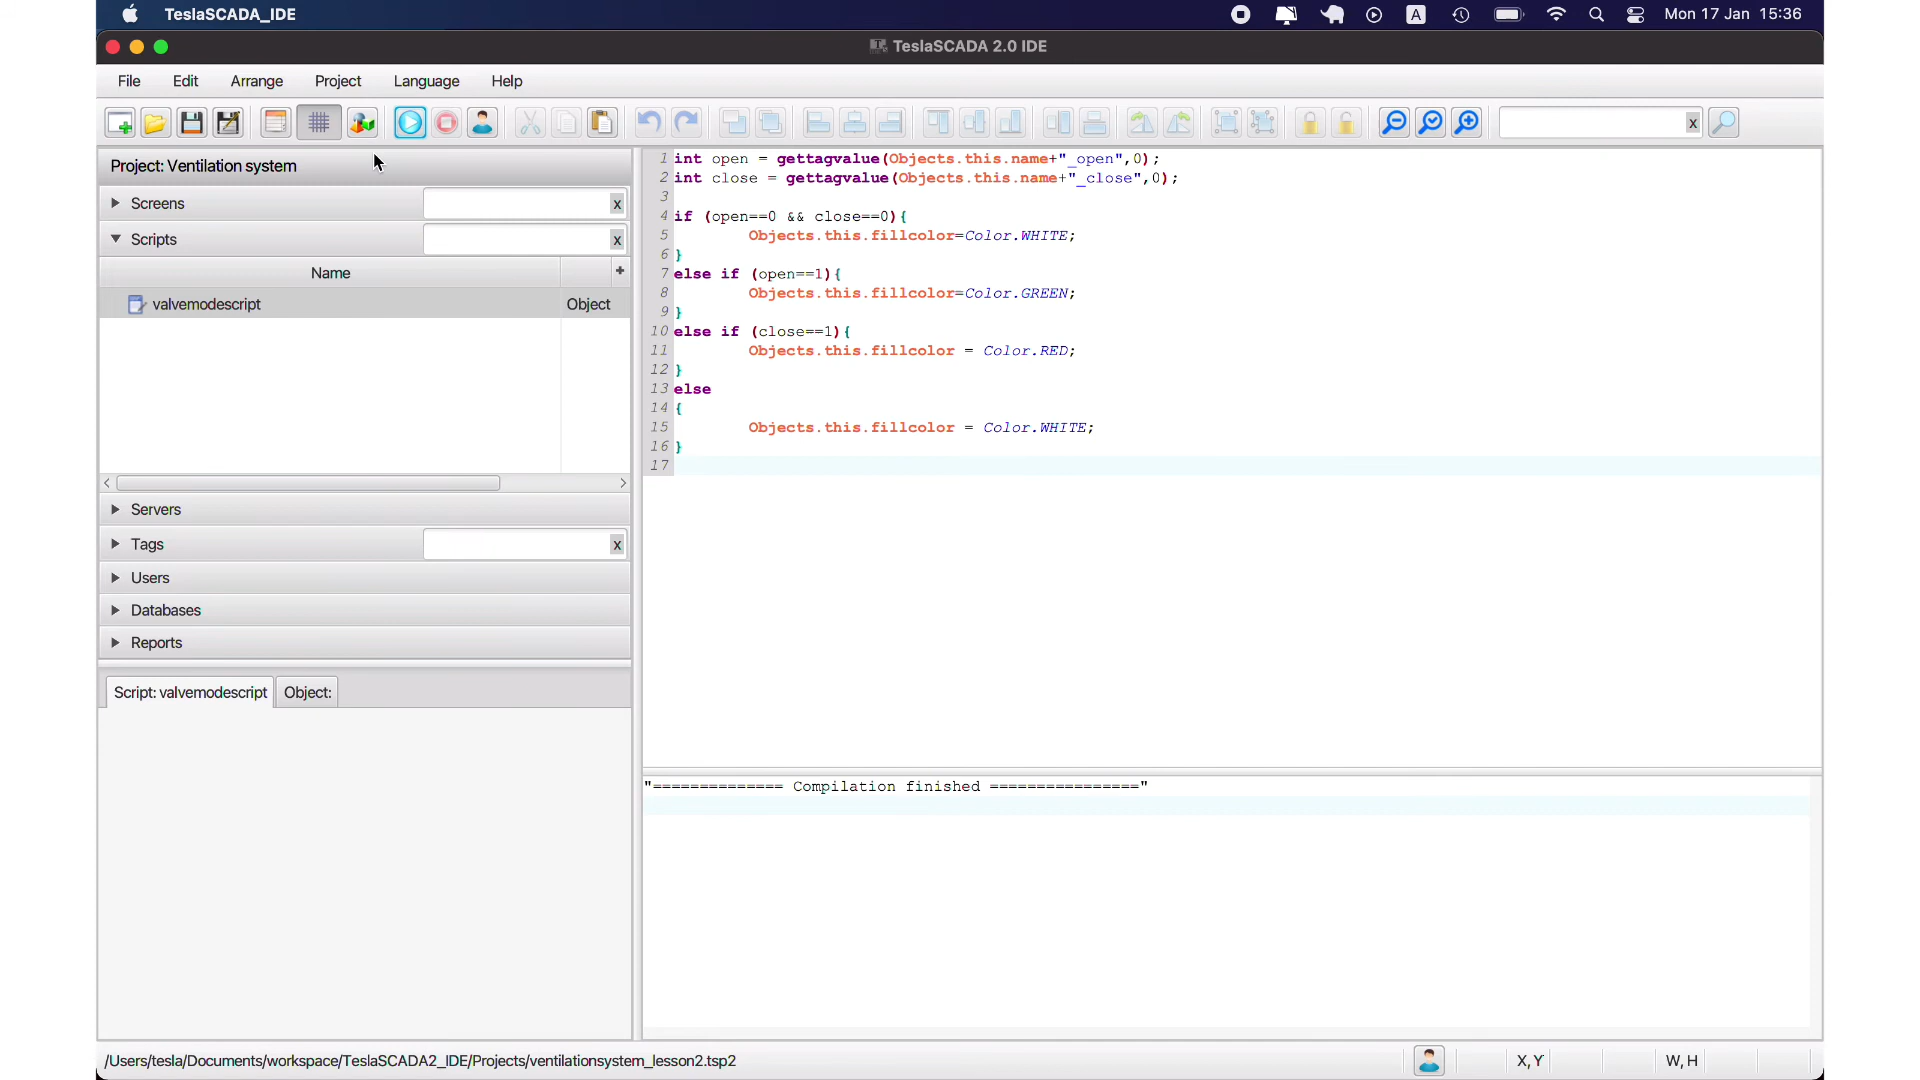 TeslaSCADA_IDE
A
Mon 17 Jan 15:36
TeslaSCADA 2.0 IDE
File Edit Arrange Project Language Help
x
Project: Ventilation system
Screens x
Scripts x
Name +
valvemodescript Object
Servers
Tags x
Users
Databases
Reports
Script: valvemodescript Object:
1 int open = gettagvalue(Objects.this.name+"_open",0);
2 int close = gettagvalue(Objects.this.name+"_close",0);
3
4 if (open==0 && close==0){
5 Objects.this.fillcolor=Color.WHITE;
6 }
7 else if (open==1){
8 Objects.this.fillcolor=Color.GREEN;
9 }
10 else if (close==1){
11 Objects.this.fillcolor = Color.RED;
12 }
13 else
14 {
15 Objects.this.fillcolor = Color.WHITE;
16 }
17
"============== Compilation finished ================"
/Users/tesla/Documents/workspace/TeslaSCADA2_IDE/Projects/ventilationsystem_lesson2.tsp2
X,Y
W,H